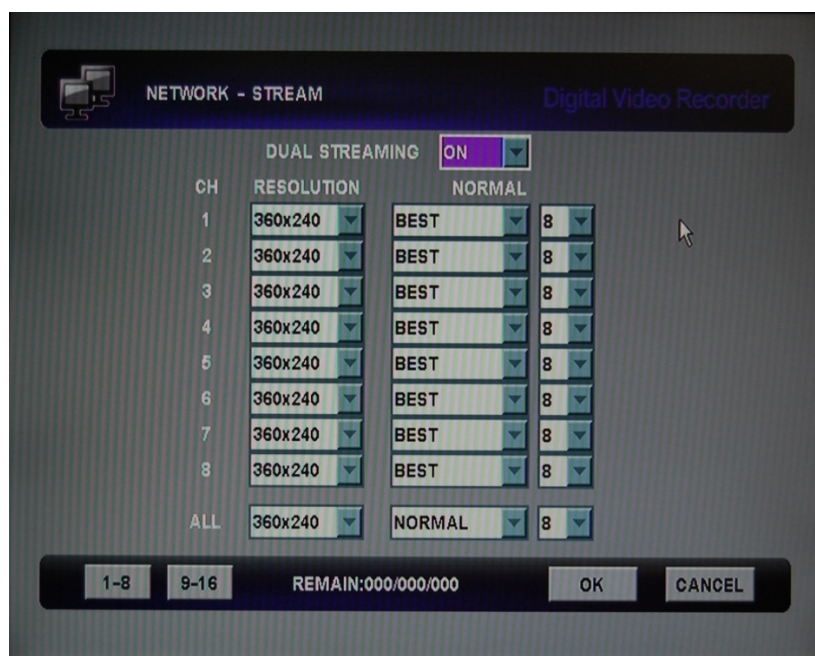 NETWORK - STREAM
Digital Video Recorder
DUAL STREAMING ON
CH RESOLUTION NORMAL
1 360x240 BEST 8
2 360x240 BEST 8
3 360x240 BEST 8
4 360x240 BEST 8
5 360x240 BEST 8
6 360x240 BEST 8
7 360x240 BEST 8
8 360x240 BEST 8
ALL 360x240 NORMAL 8
1-8 9-16 REMAIN:000/000/000 OK CANCEL